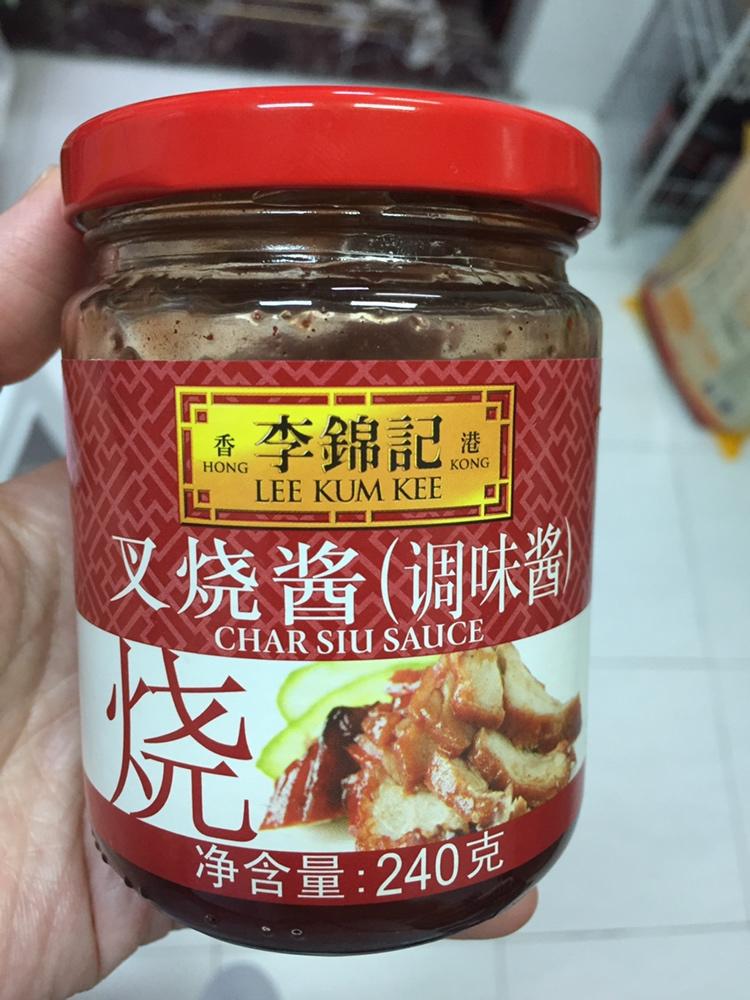 香 李錦記 港
HONG LEE KUM KEE KONG
叉烧酱(调味酱)
CHAR SIU SAUCE
烧
净含量:240克